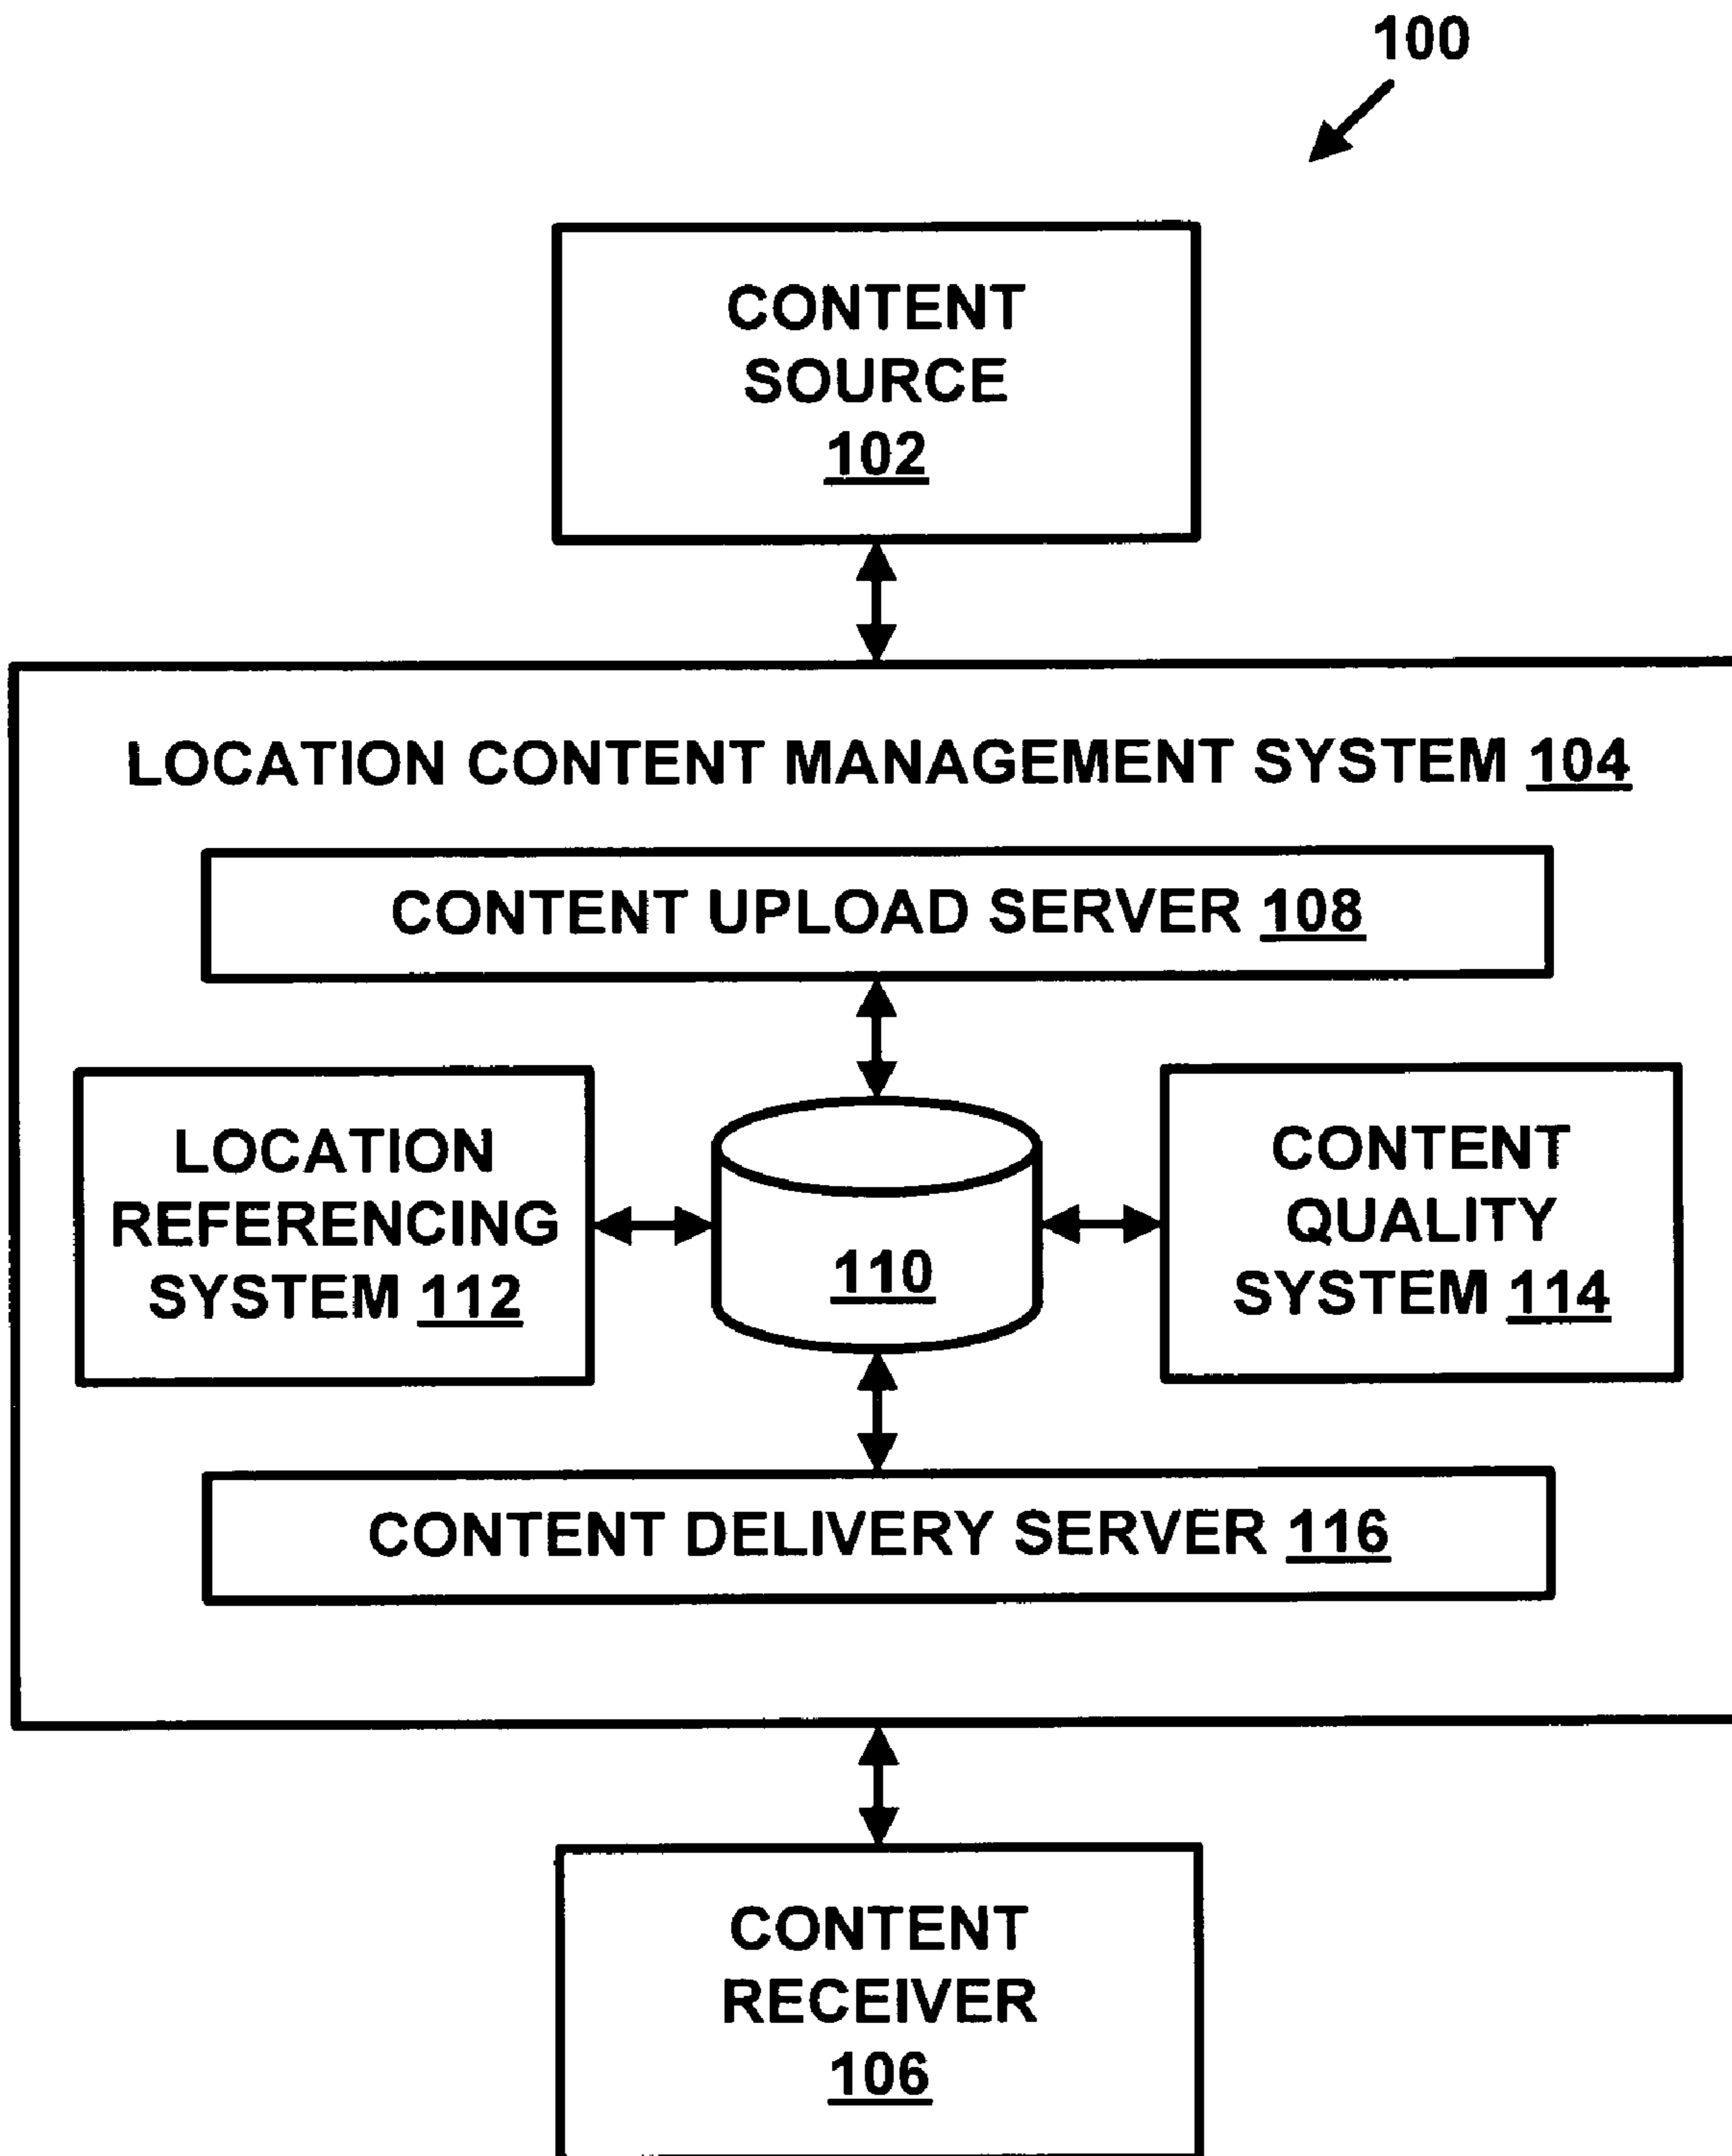 100
CONTENT
SOURCE
102
LOCATION CONTENT MANAGEMENT SYSTEM 104
CONTENT UPLOAD SERVER 108
LOCATION
REFERENCING
SYSTEM 112
110
CONTENT
QUALITY
SYSTEM 114
CONTENT DELIVERY SERVER 116
CONTENT
RECEIVER
106